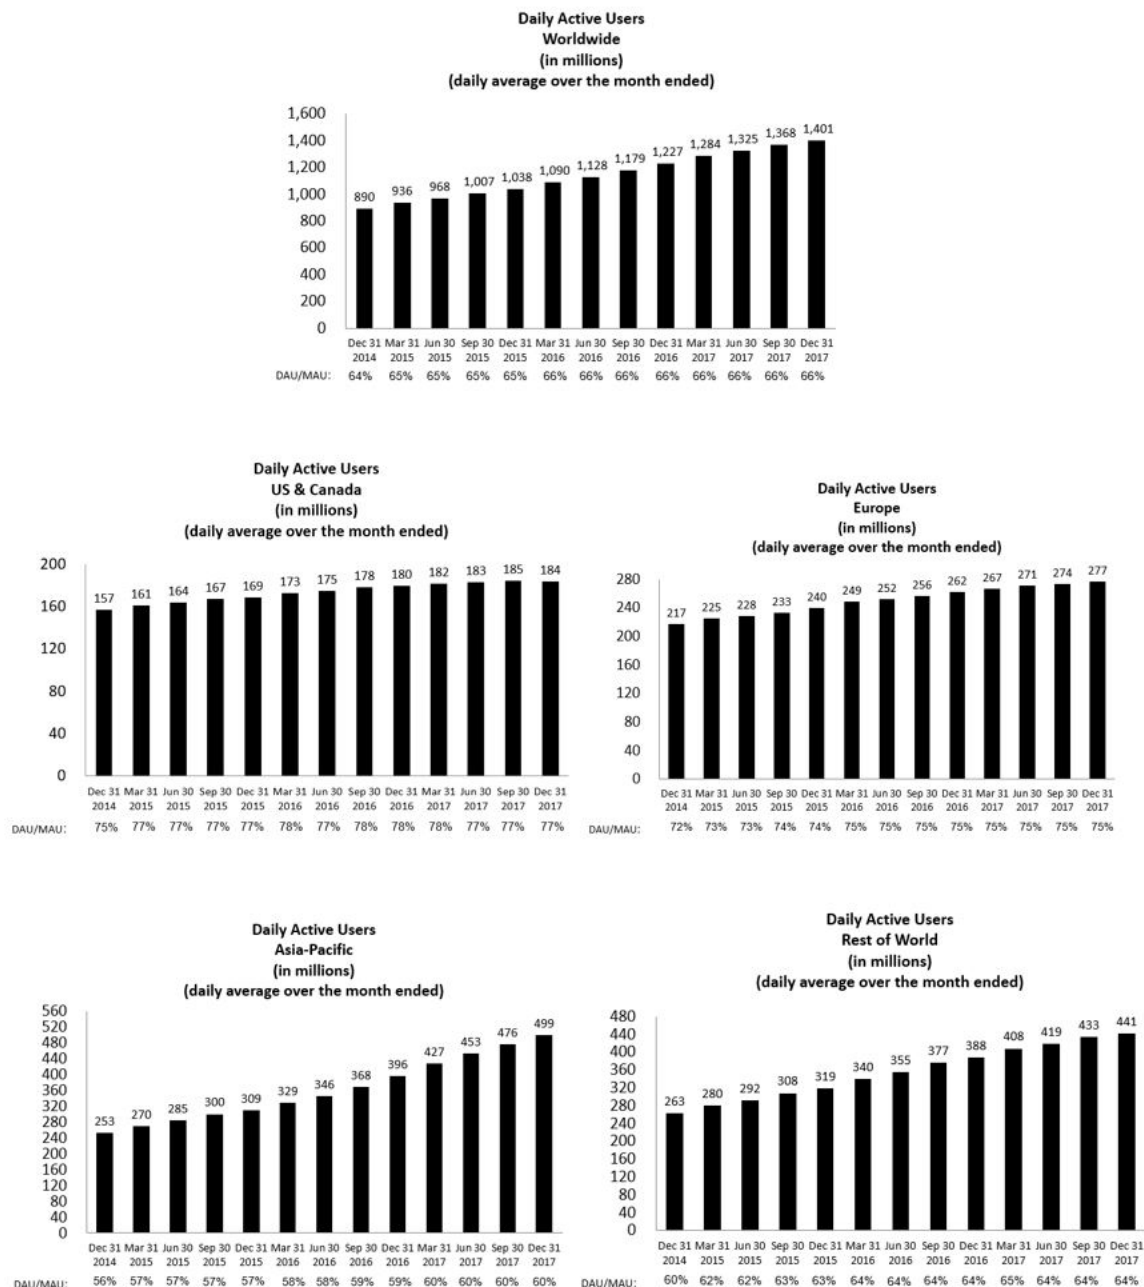 Daily Active Users
Worldwide
(in millions)
(daily average over the month ended)
1,600
1,400
1,200
1,000
800
600
400
200
0
890 936 968 1,007 1,038 1,090 1,128 1,179 1,227 1,284 1,325 1,368 1,401
Dec 31 Mar 31 Jun 30 Sep 30 Dec 31 Mar 31 Jun 30 Sep 30 Dec 31 Mar 31 Jun 30 Sep 30 Dec 31
2014 2015 2015 2015 2015 2016 2016 2016 2016 2017 2017 2017 2017
DAU/MAU: 64% 65% 65% 65% 65% 66% 66% 66% 66% 66% 66% 66% 66%
Daily Active Users
US & Canada
(in millions)
(daily average over the month ended)
200
160
120
80
40
0
157 161 164 167 169 173 175 178 180 182 183 185 184
Dec 31 Mar 31 Jun 30 Sep 30 Dec 31 Mar 31 Jun 30 Sep 30 Dec 31 Mar 31 Jun 30 Sep 30 Dec 31
2014 2015 2015 2015 2015 2016 2016 2016 2016 2017 2017 2017 2017
DAU/MAU: 75% 77% 77% 77% 77% 78% 77% 78% 78% 78% 77% 77% 77%
Daily Active Users
Europe
(in millions)
(daily average over the month ended)
280
240
200
160
120
80
40
0
217 225 228 233 240 249 252 256 262 267 271 274 277
Dec 31 Mar 31 Jun 30 Sep 30 Dec 31 Mar 31 Jun 30 Sep 30 Dec 31 Mar 31 Jun 30 Sep 30 Dec 31
2014 2015 2015 2015 2015 2016 2016 2016 2016 2017 2017 2017 2017
DAU/MAU: 72% 73% 73% 74% 74% 75% 75% 75% 75% 75% 75% 75% 75%
Daily Active Users
Asia-Pacific
(in millions)
(daily average over the month ended)
560
520
480
440
400
360
320
280
240
200
160
120
80
40
0
253 270 285 300 309 329 346 368 396 427 453 476 499
Dec 31 Mar 31 Jun 30 Sep 30 Dec 31 Mar 31 Jun 30 Sep 30 Dec 31 Mar 31 Jun 30 Sep 30 Dec 31
2014 2015 2015 2015 2015 2016 2016 2016 2016 2017 2017 2017 2017
DAU/MAU: 56% 57% 57% 57% 57% 58% 58% 59% 59% 60% 60% 60% 60%
Daily Active Users
Rest of World
(in millions)
(daily average over the month ended)
480
440
400
360
320
280
240
200
160
120
80
40
0
263 280 292 308 319 340 355 377 388 408 419 433 441
Dec 31 Mar 31 Jun 30 Sep 30 Dec 31 Mar 31 Jun 30 Sep 30 Dec 31 Mar 31 Jun 30 Sep 30 Dec 31
2014 2015 2015 2015 2015 2016 2016 2016 2016 2017 2017 2017 2017
DAU/MAU: 60% 62% 62% 63% 63% 64% 64% 64% 64% 65% 64% 64% 64%